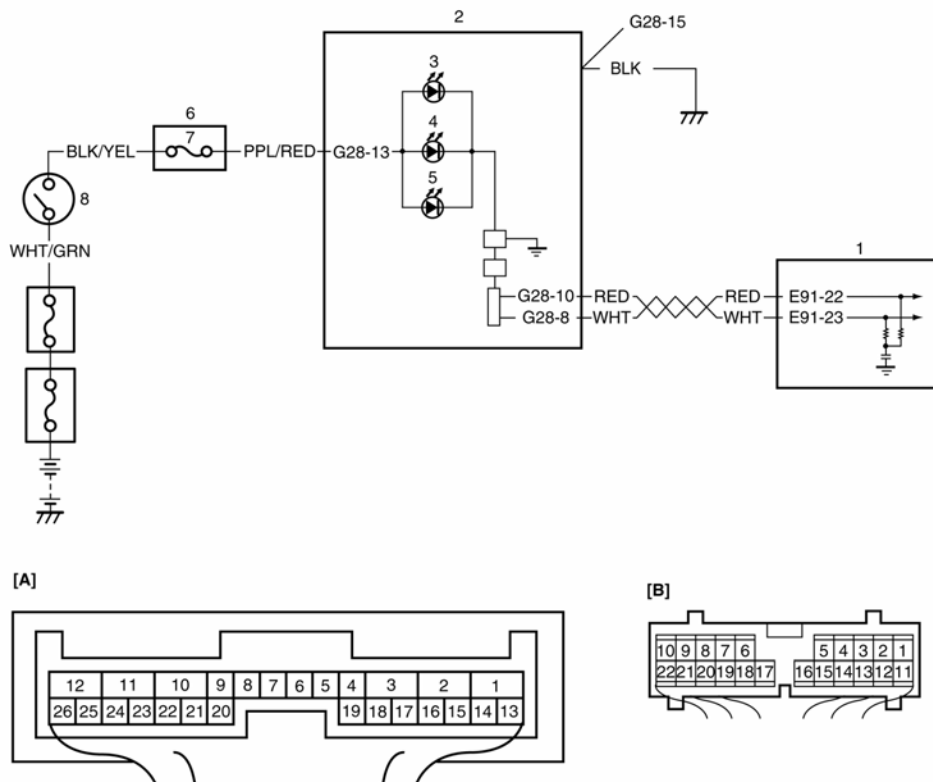 2
G28-15
3
BLK
6
4
7
BLK/YEL
PPL/RED
G28-13
5
8
WHT/GRN
1
G28-10 RED RED E91-22
G28-8 WHT WHT E91-23
[A]
12 11 10 9 8 7 6 5 4 3 2 1
26 25 24 23 22 21 20 19 18 17 16 15 14 13
[B]
10 9 8 7 6 5 4 3 2 1
22 21 20 19 18 17 16 15 14 13 12 11